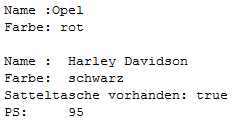 Name :Opel
Farbe: rot

Name :  Harley Davidson
Farbe:  schwarz
Satteltasche vorhanden: true
PS:     95